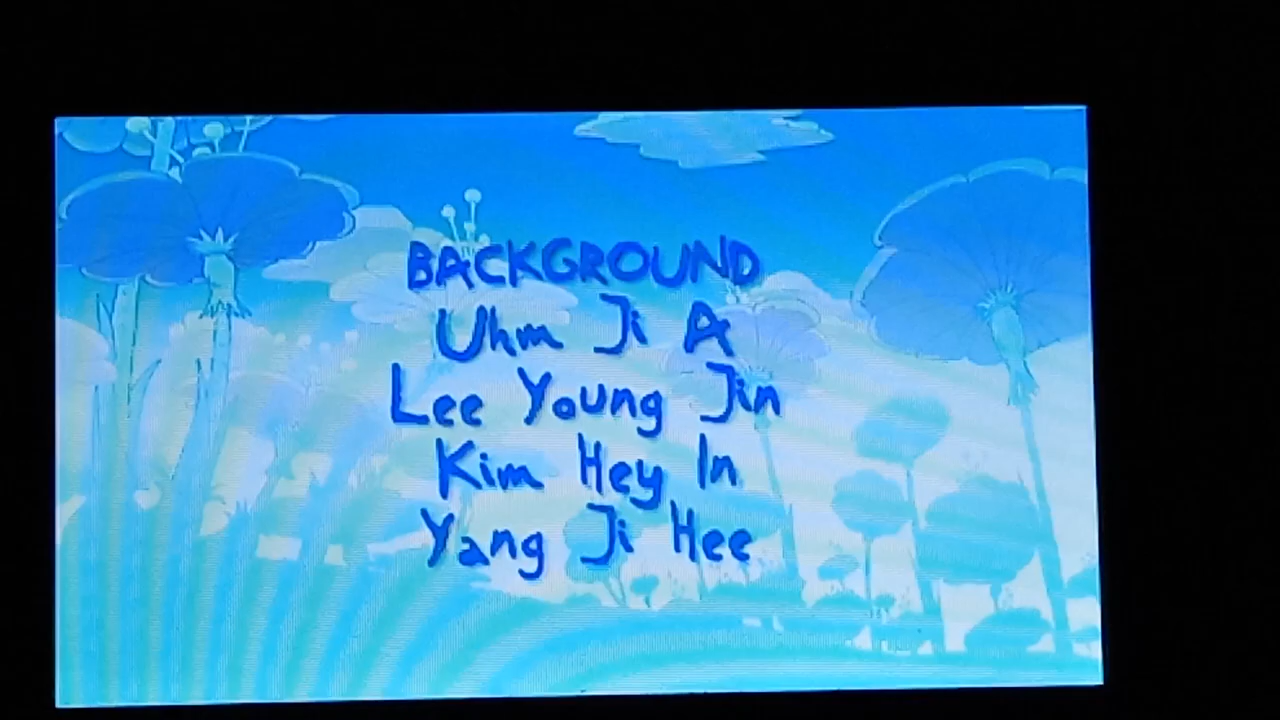 BACKGROUND
Uhm Ji A
Lee Young Jin
Kim Hey In
Yang Ji Hee